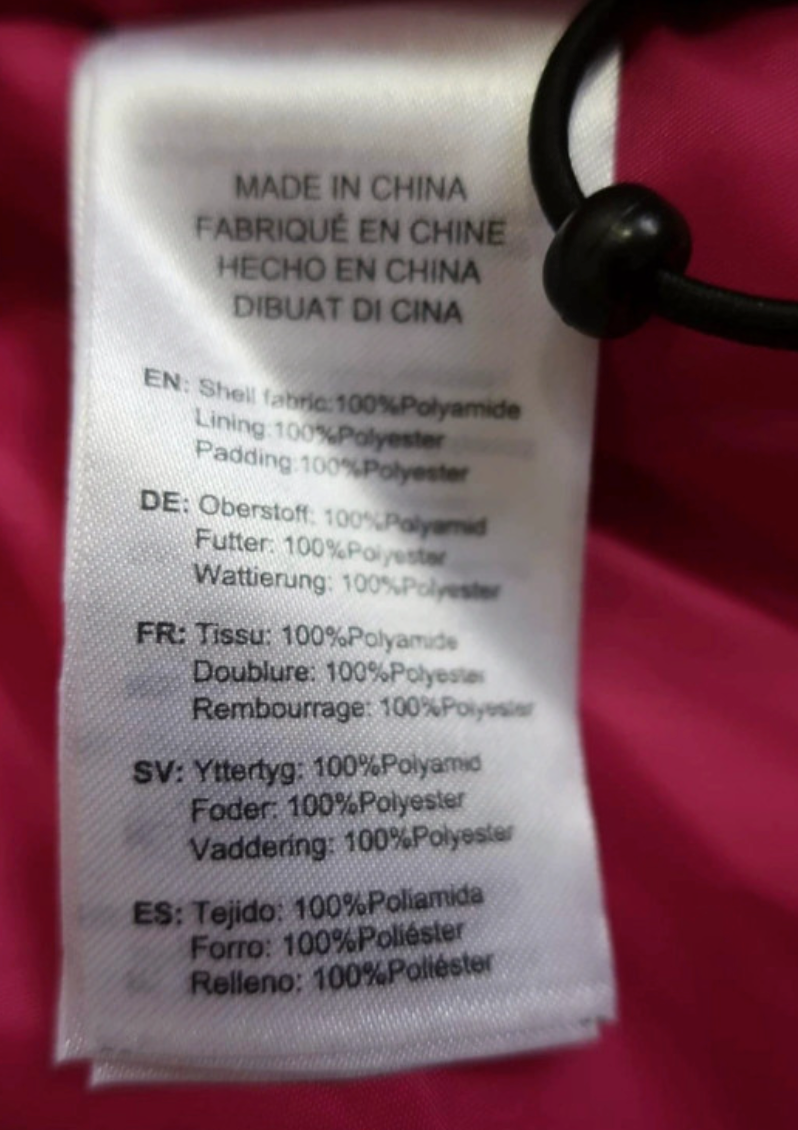 MADE IN CHINA
FABRIQUÉ EN CHINE
HECHO EN CHINA
DIBUAT DI CINA
EN: Shell fabric:100%Polyamide
Lining:100%Polyester
Padding:100%Polyester
DE: Oberstoff: 100%Polyamid
Futter: 100%Polyester
Wattierung: 100%Polyester
FR: Tissu: 100%Polyamide
Doublure: 100%Polyester
Rembourrage: 100%Polyester
SV: Yttertyg: 100%Polyamid
Foder: 100%Polyester
Vaddering: 100%Polyester
ES: Tejido: 100%Poliamida
Forro: 100%Poliéster
Relleno: 100%Poliéster